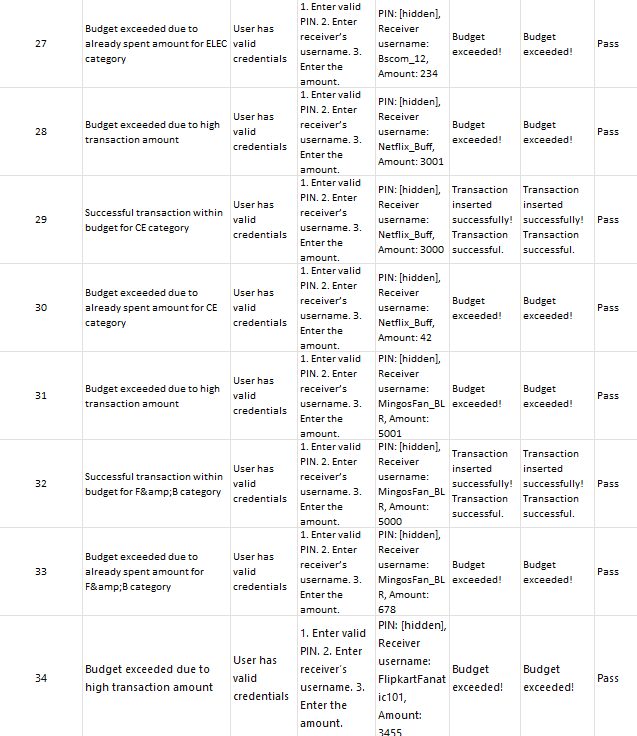 27
Budget exceeded due to
already spent amount for ELEC
category
User has
valid
credentials
1. Enter valid
PIN. 2. Enter
receiver's
username. 3.
Enter the
amount.
PIN: [hidden],
Receiver
username:
Bscom_12,
Amount: 234
Budget
exceeded!
Budget
exceeded!
Pass
28
Budget exceeded due to high
transaction amount
User has
valid
credentials
1. Enter valid
PIN. 2. Enter
receiver's
username. 3.
Enter the
amount.
PIN: [hidden],
Receiver
username:
Netflix_Buff,
Amount: 3001
Budget
exceeded!
Budget
exceeded!
Pass
29
Successful transaction within
budget for CE category
User has
valid
credentials
1. Enter valid
PIN. 2. Enter
receiver's
username. 3.
Enter the
amount.
PIN: [hidden],
Receiver
username:
Netflix_Buff,
Amount: 3000
Transaction
inserted
successfully!
Transaction
successful.
Transaction
inserted
successfully!
Transaction
successful.
Pass
30
Budget exceeded due to
already spent amount for CE
category
User has
valid
credentials
1. Enter valid
PIN. 2. Enter
receiver's
username. 3.
Enter the
amount.
PIN: [hidden],
Receiver
username:
Netflix_Buff,
Amount: 42
Budget
exceeded!
Budget
exceeded!
Pass
31
Budget exceeded due to high
transaction amount
User has
valid
credentials
1. Enter valid
PIN. 2. Enter
receiver's
username. 3.
Enter the
amount.
PIN: [hidden],
Receiver
username:
MingosFan_BL
R, Amount:
5001
Budget
exceeded!
Budget
exceeded!
Pass
32
Successful transaction within
budget for F&amp;B category
User has
valid
credentials
1. Enter valid
PIN. 2. Enter
receiver's
username. 3.
Enter the
amount.
PIN: [hidden],
Receiver
username:
MingosFan_BL
R, Amount:
5000
Transaction
inserted
successfully!
Transaction
successful.
Transaction
inserted
successfully!
Transaction
successful.
Pass
33
Budget exceeded due to
already spent amount for
F&amp;B category
User has
valid
credentials
1. Enter valid
PIN. 2. Enter
receiver's
username. 3.
Enter the
amount.
PIN: [hidden],
Receiver
username:
MingosFan_BL
R, Amount:
678
Budget
exceeded!
Budget
exceeded!
Pass
34
Budget exceeded due to
high transaction amount
User has
valid
credentials
1. Enter valid
PIN. 2. Enter
receiver's
username. 3.
Enter the
amount.
PIN: [hidden],
Receiver
username:
FlipkartFanat
ic101,
Amount:
3455
Budget
exceeded!
Budget
exceeded!
Pass